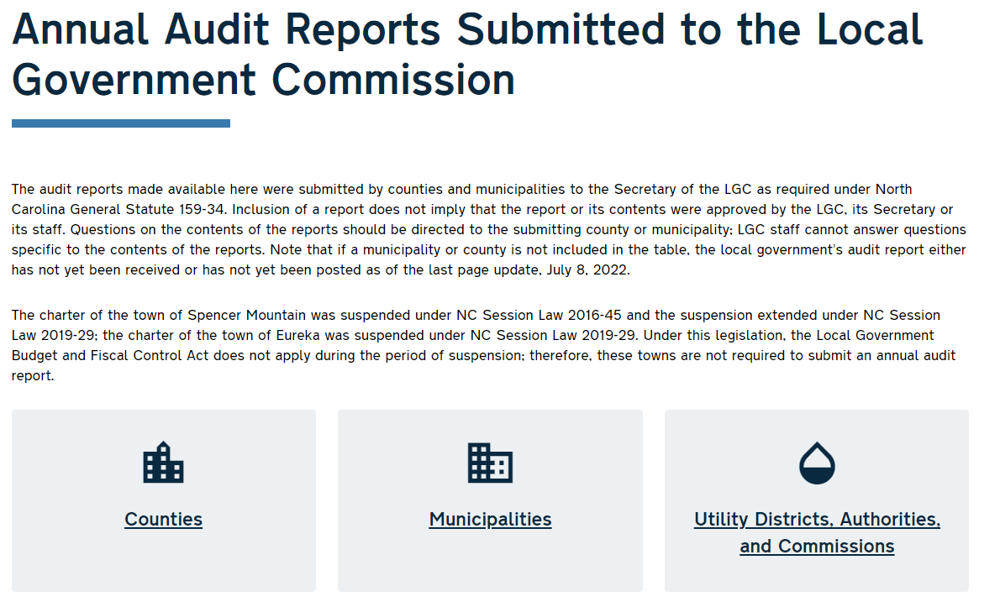 Annual Audit Reports Submitted to the Local
Government Commission
The audit reports made available here were submitted by counties and municipalities to the Secretary of the LGC as required under North
Carolina General Statute 159-34. Inclusion of a report does not imply that the report or its contents were approved by the LGC, its Secretary or
its staff. Questions on the contents of the reports should be directed to the submitting county or municipality; LGC staff cannot answer questions
specific to the contents of the reports. Note that if a municipality or county is not included in the table, the local government's audit report either
has not yet been received or has not yet been posted as of the last page update, July 8, 2022.
The charter of the town of Spencer Mountain was suspended under NC Session Law 2016-45 and the suspension extended under NC Session
Law 2019-29; the charter of the town of Eureka was suspended under NC Session Law 2019-29. Under this legislation, the Local Government
Budget and Fiscal Control Act does not apply during the period of suspension; therefore, these towns are not required to submit an annual audit
report.
Counties
Municipalities
Utility Districts, Authorities,
and Commissions